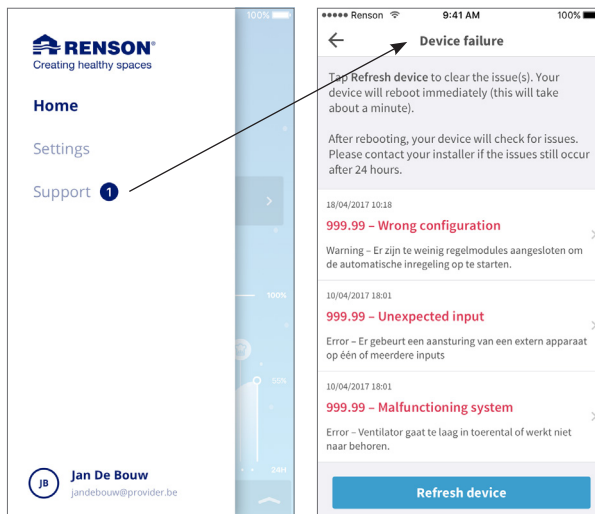 100%
RENSON®
Creating healthy spaces
Home
Settings
Support 1
100%
55%
24H
JB
Jan De Bouw
jandebouw@provider.be
Renson 9:41 AM 100%
Device failure
Tap Refresh device to clear the issue(s). Your
device will reboot immediately (this will take
about a minute).
After rebooting, your device will check for issues.
Please contact your installer if the issues still occur
after 24 hours.
18/04/2017 10:18
999.99 – Wrong configuration
Warning – Er zijn te weinig regelmodules aangesloten om
de automatische inregeling op te starten.
10/04/2017 18:01
999.99 – Unexpected input
Error – Er gebeurt een aansturing van een extern apparaat
op één of meerdere inputs
10/04/2017 18:01
999.99 – Malfunctioning system
Error – Ventilator gaat te laag in toerental of werkt niet
naar behoren.
Refresh device